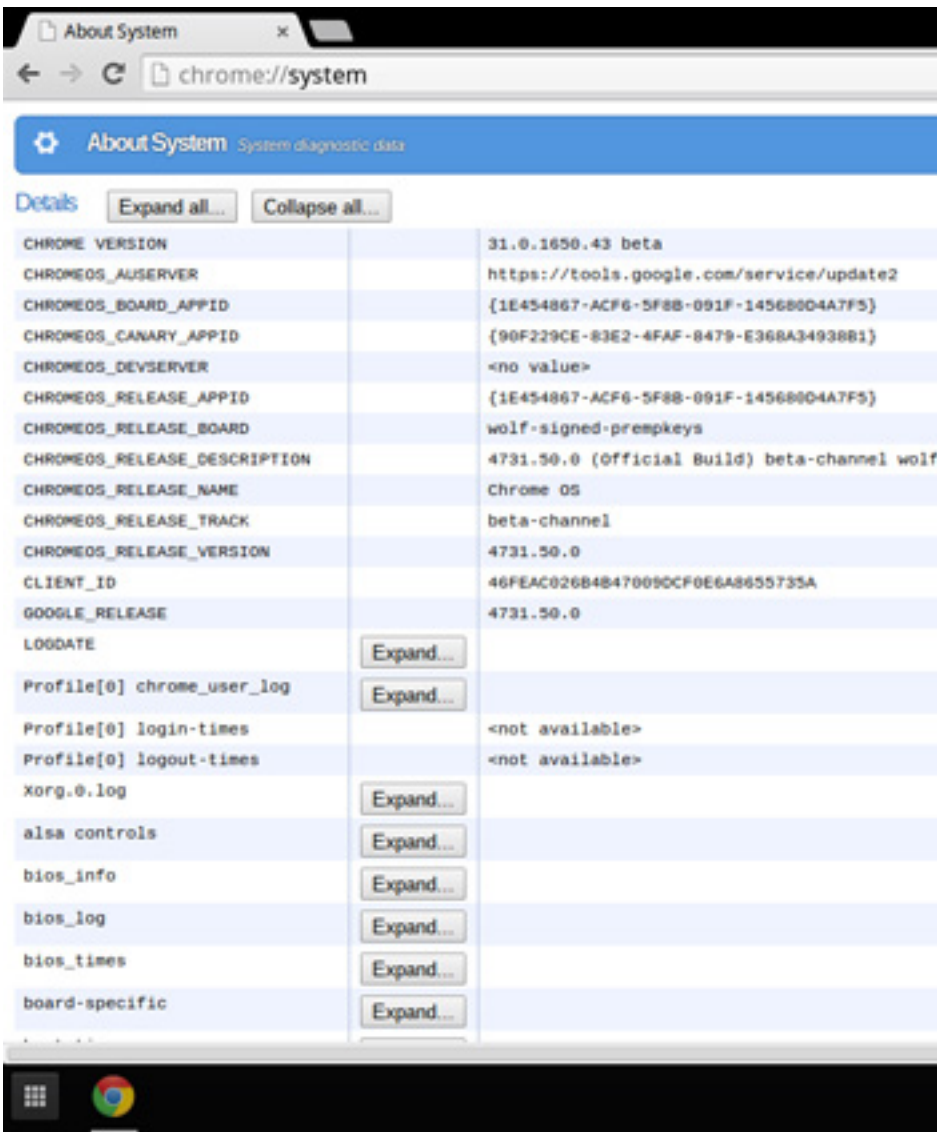 About System
chrome://system
About System System diagnostic data
Details Expand all... Collapse all...
CHROME VERSION 31.0.1650.43 beta
CHROMEOS_AUSERVER https://tools.google.com/service/update2
CHROMEOS_BOARD_APPID {1E454867-ACF6-5F8B-091F-145680D4A7F5}
CHROMEOS_CANARY_APPID {90F229CE-83E2-4FAF-8479-E368A34938B1}
CHROMEOS_DEVSERVER <no value>
CHROMEOS_RELEASE_APPID {1E454867-ACF6-5F8B-091F-145680D4A7F5}
CHROMEOS_RELEASE_BOARD wolf-signed-prempkeys
CHROMEOS_RELEASE_DESCRIPTION 4731.50.0 (Official Build) beta-channel wolf
CHROMEOS_RELEASE_NAME Chrome OS
CHROMEOS_RELEASE_TRACK beta-channel
CHROMEOS_RELEASE_VERSION 4731.50.0
CLIENT_ID 46FEAC026B4B47009DCF0E6A8655735A
GOOGLE_RELEASE 4731.50.0
LOGDATE Expand...
Profile[0] chrome_user_log Expand...
Profile[0] login-times <not available>
Profile[0] logout-times <not available>
Xorg.0.log Expand...
alsa controls Expand...
bios_info Expand...
bios_log Expand...
bios_times Expand...
board-specific Expand...